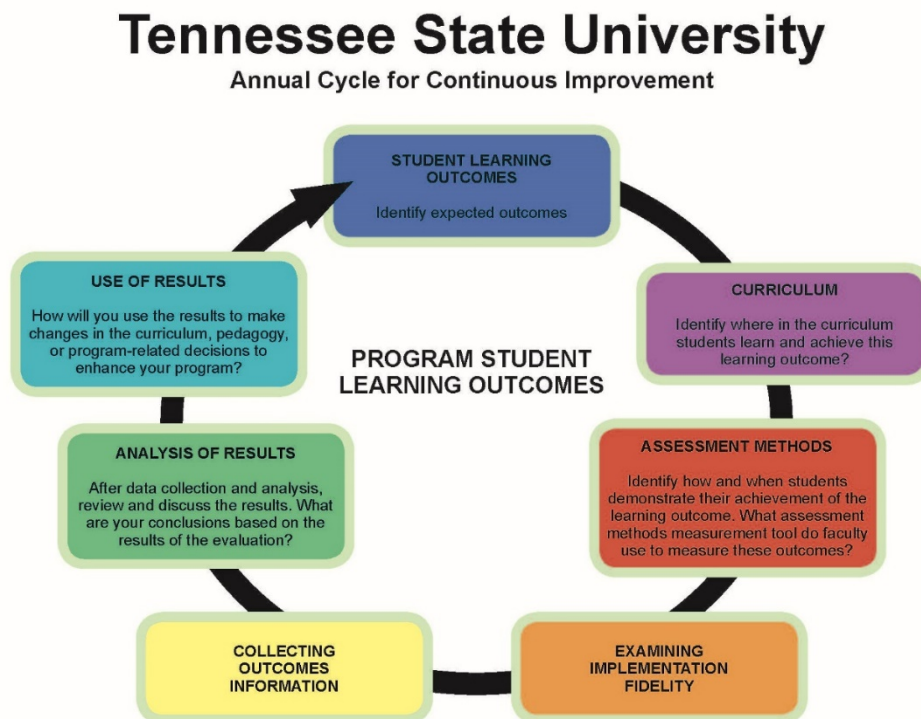 Tennessee State University
Annual Cycle for Continuous Improvement
STUDENT LEARNING
OUTCOMES
Identify expected outcomes
CURRICULUM
Identify where in the curriculum
students learn and achieve this
learning outcome?
ASSESSMENT METHODS
Identify how and when students
demonstrate their achievement of the
learning outcome. What assessment
methods measurement tool do faculty
use to measure these outcomes?
EXAMINING
IMPLEMENTATION
FIDELITY
COLLECTING
OUTCOMES
INFORMATION
ANALYSIS OF RESULTS
After data collection and analysis,
review and discuss the results. What
are your conclusions based on the
results of the evaluation?
USE OF RESULTS
How will you use the results to make
changes in the curriculum, pedagogy,
or program-related decisions to
enhance your program?
PROGRAM STUDENT
LEARNING OUTCOMES